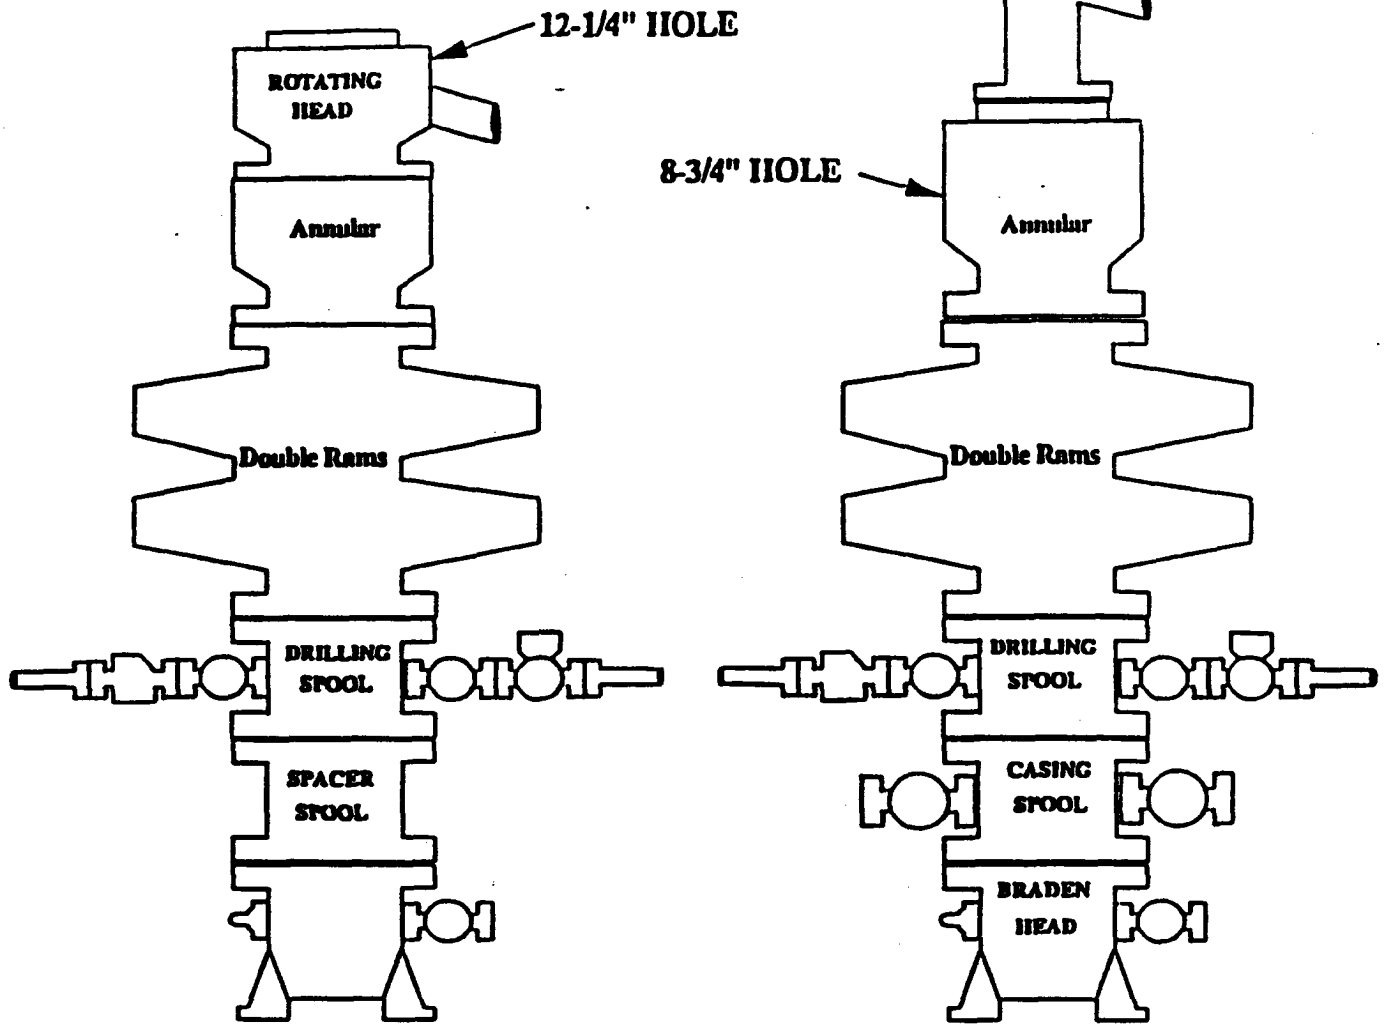 12-1/4" HOLE
ROTATING
HEAD
8-3/4" HOLE
Annular
Annular
Double Rams
Double Rams
DRILLING
SPOOL
DRILLING
SPOOL
SPACER
SPOOL
CASING
SPOOL
BRADEN
HEAD